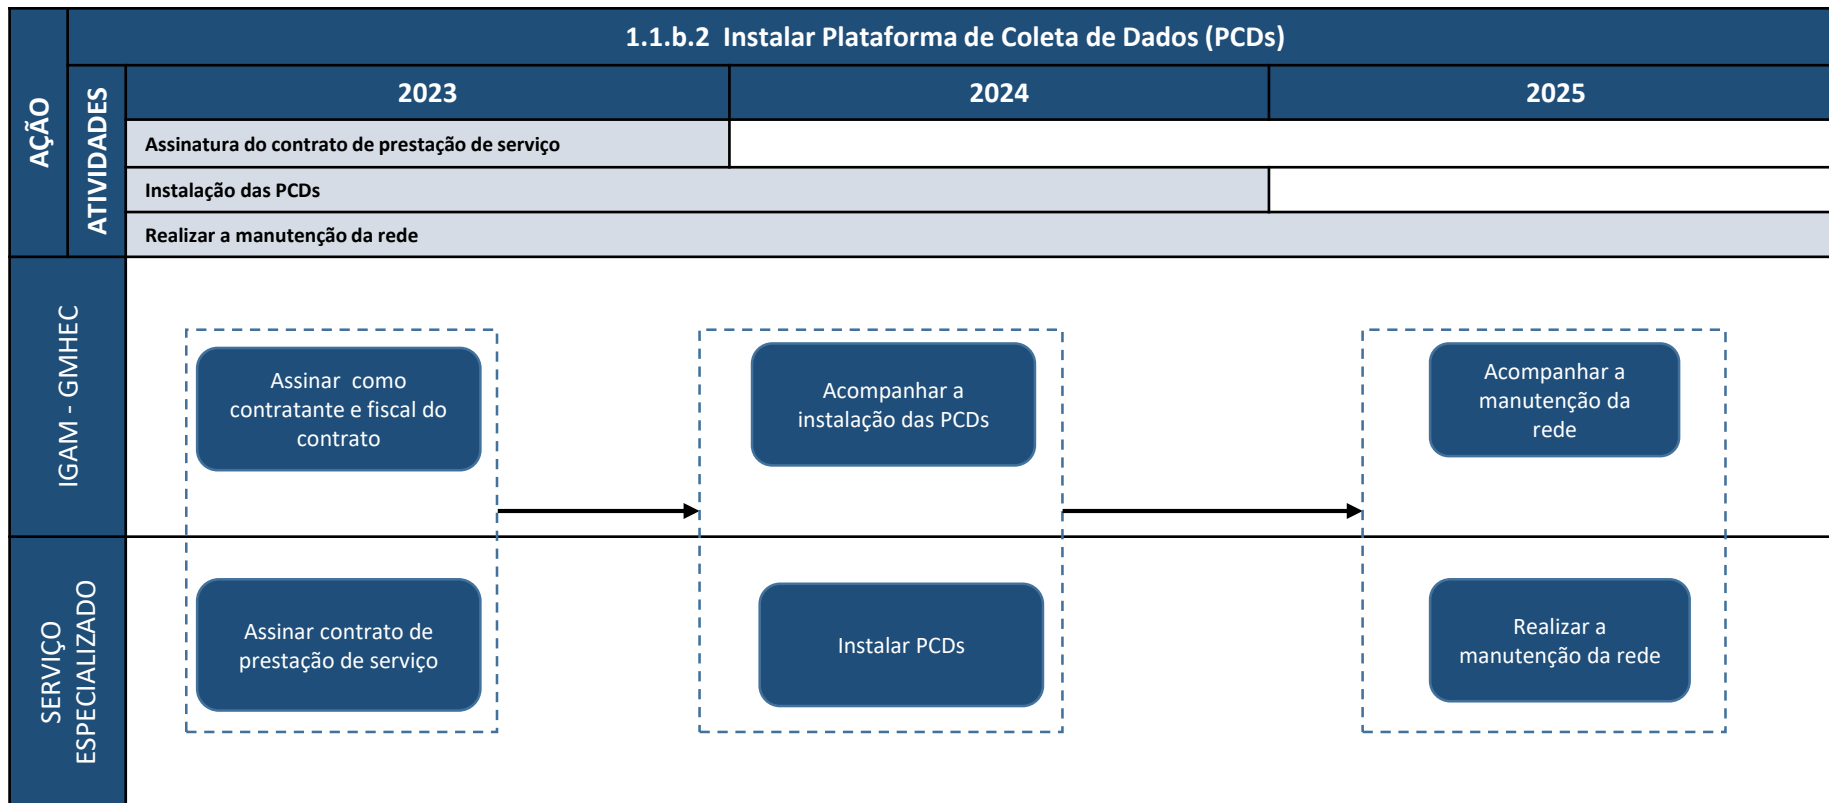 1.1.b.2 Instalar Plataforma de Coleta de Dados (PCDs)
AÇÃO
ATIVIDADES
2023
2024
2025
Assinatura do contrato de prestação de serviço
Instalação das PCDs
Realizar a manutenção da rede
IGAM - GMHEC
Assinar como
contratante e fiscal do
contrato
Acompanhar a
instalação das PCDs
Acompanhar a
manutenção da
rede
SERVIÇO
ESPECIALIZADO
Assinar contrato de
prestação de serviço
Instalar PCDs
Realizar a
manutenção da rede